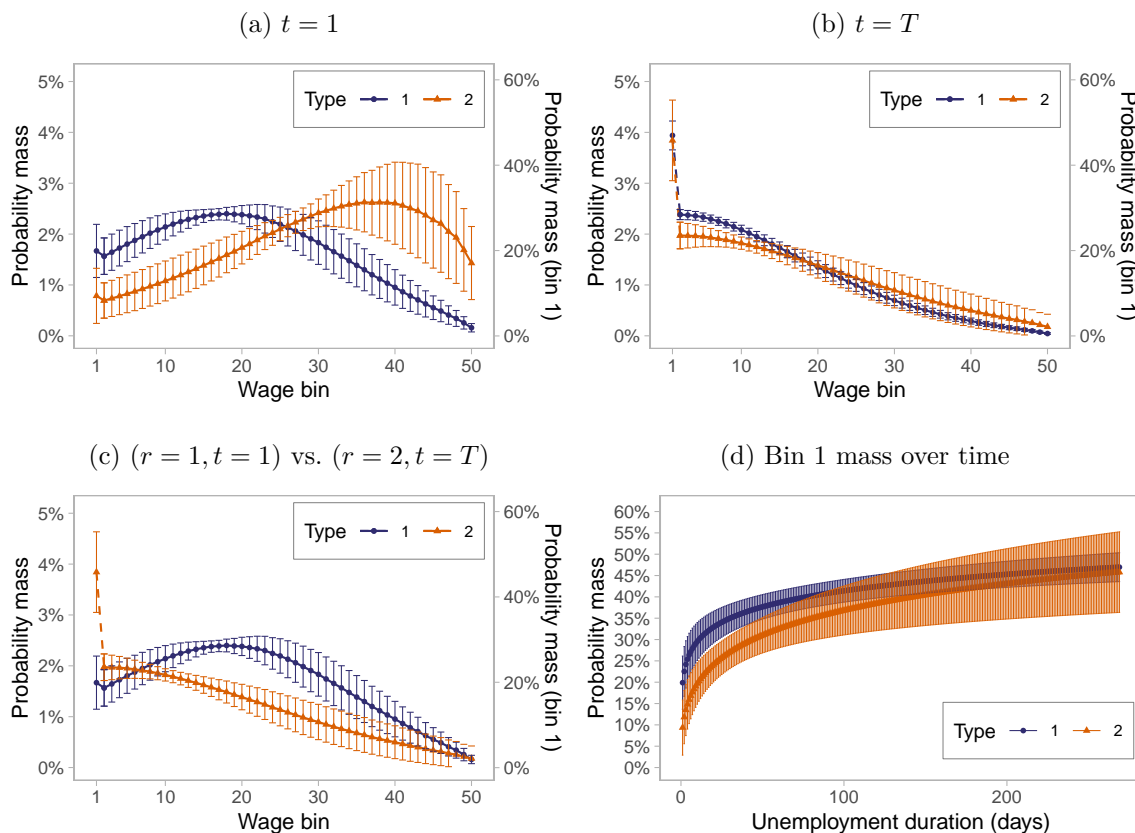 (a) t = 1
Probability mass
5%
4%
3%
2%
1%
0%
60%
40%
20%
0%
Probability mass (bin 1)
Type 1 2
1 10 20 30 40 50
Wage bin
(b) t = T
Probability mass
5%
4%
3%
2%
1%
0%
60%
40%
20%
0%
Probability mass (bin 1)
Type 1 2
1 10 20 30 40 50
Wage bin
(c) (r = 1, t = 1) vs. (r = 2, t = T)
Probability mass
5%
4%
3%
2%
1%
0%
60%
40%
20%
0%
Probability mass (bin 1)
Type 1 2
1 10 20 30 40 50
Wage bin
(d) Bin 1 mass over time
Probability mass
60%
55%
50%
45%
40%
35%
30%
25%
20%
15%
10%
5%
0%
Type 1 2
0 100 200
Unemployment duration (days)